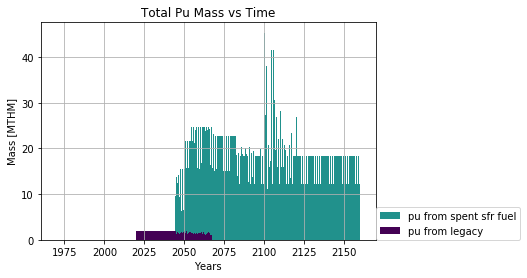 Total Pu Mass vs Time
Mass [MTHM]
40
30
20
10
0
1975 2000 2025 2050 2075 2100 2125 2150
Years
pu from spent sfr fuel
pu from legacy